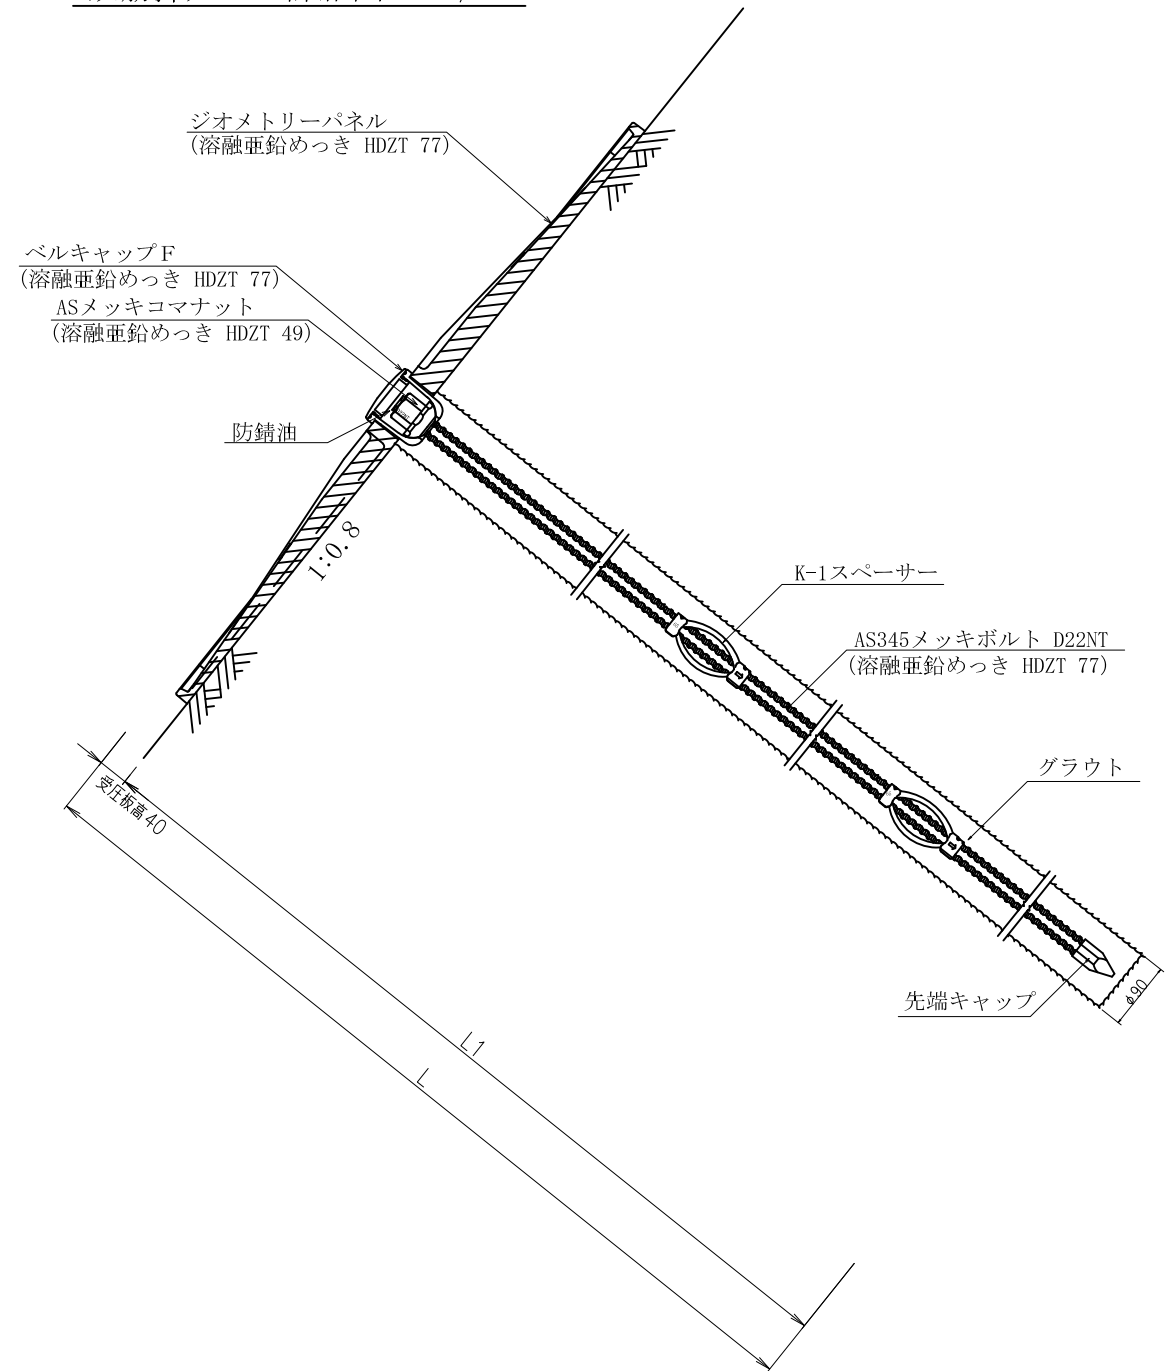 ジオメトリーパネル
(溶融亜鉛めっき HDZT 77)
ベルキャップF
(溶融亜鉛めっき HDZT 77)
ASメッキコマナット
(溶融亜鉛めっき HDZT 49)
防錆油
1:0.8
K-1スペーサー
AS345メッキボルト D22NT
(溶融亜鉛めっき HDZT 77)
グラウト
受圧板高40
先端キャップ
φ90
L1
L